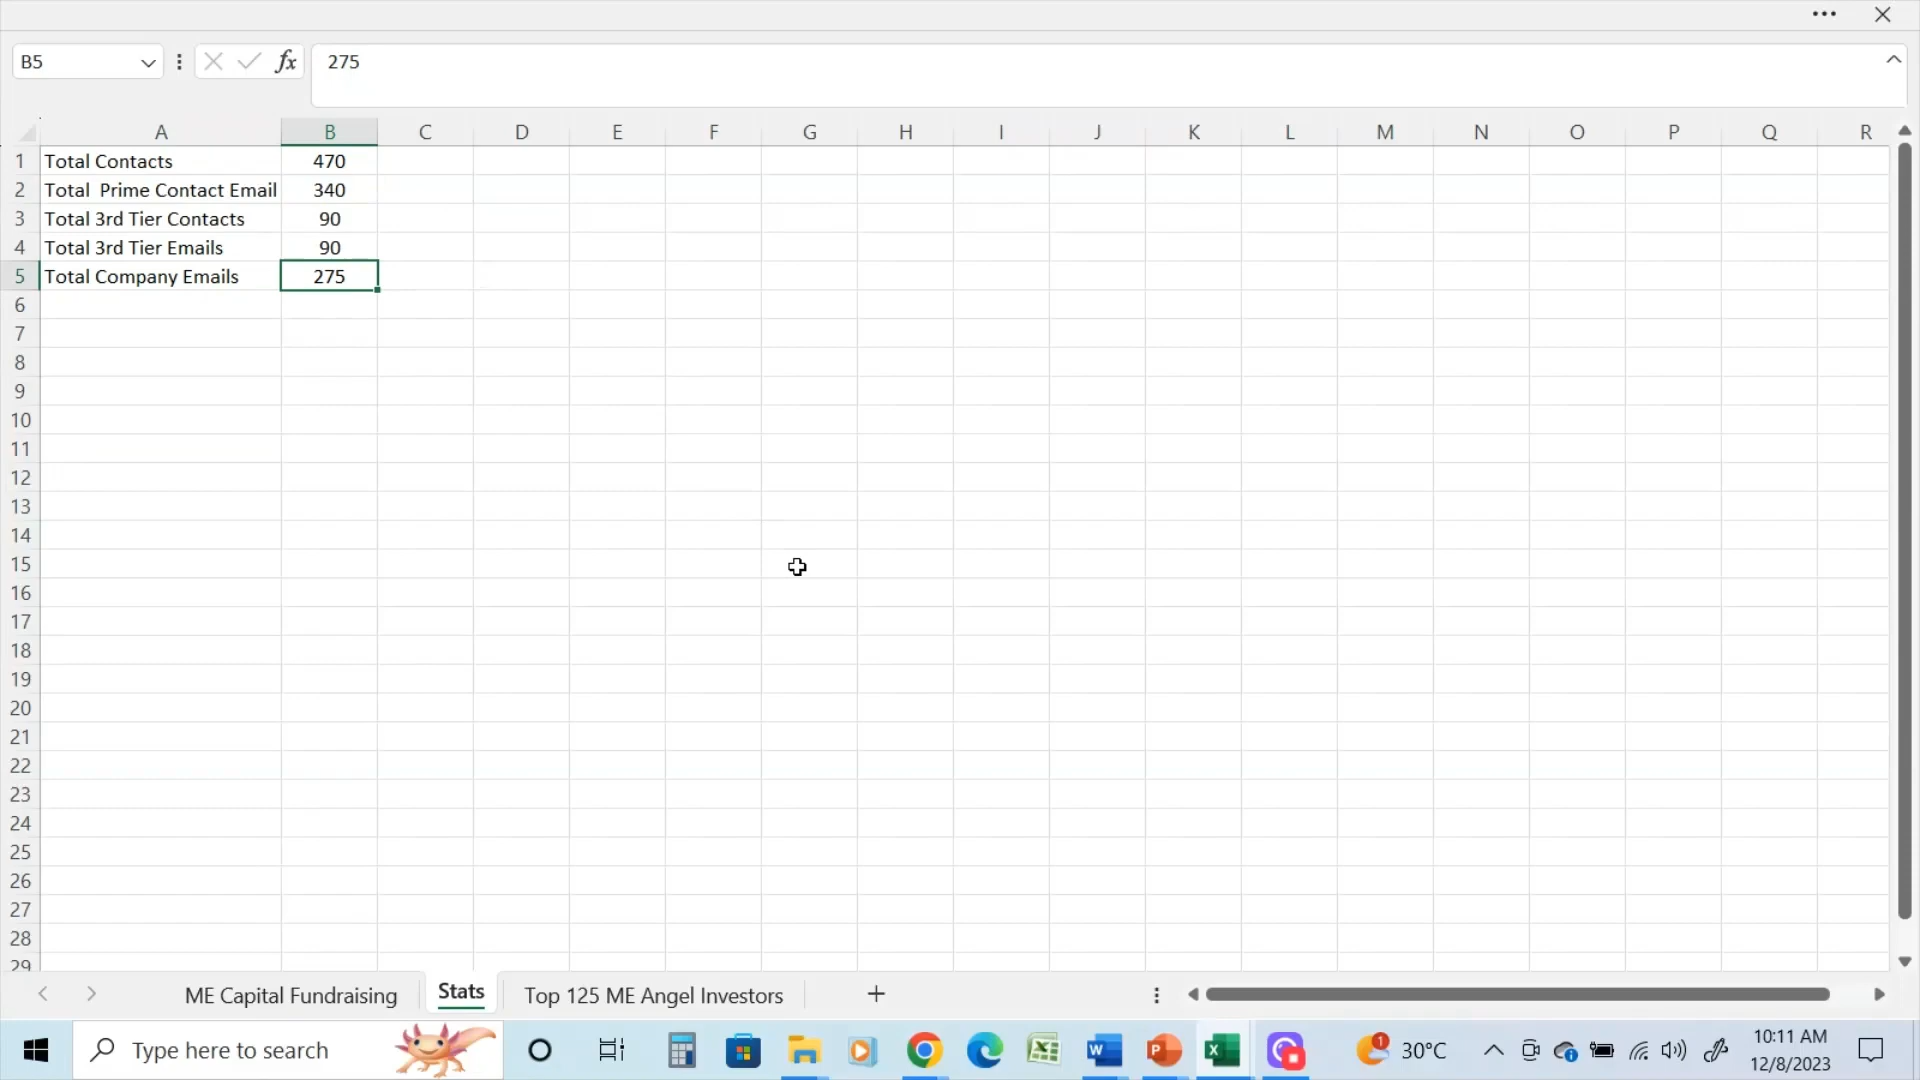 B5
fx
275
A B C D E F G H I J K L M N O P Q R
1 Total Contacts 470
2 Total  Prime Contact Email 340
3 Total 3rd Tier Contacts 90
4 Total 3rd Tier Emails 90
5 Total Company Emails 275
6
7
8
9
10
11
12
13
14
15
16
17
18
19
20
21
22
23
24
25
26
27
28
29
ME Capital Fundraising Stats Top 125 ME Angel Investors
Type here to search
1 30°C
10:11 AM
12/8/2023